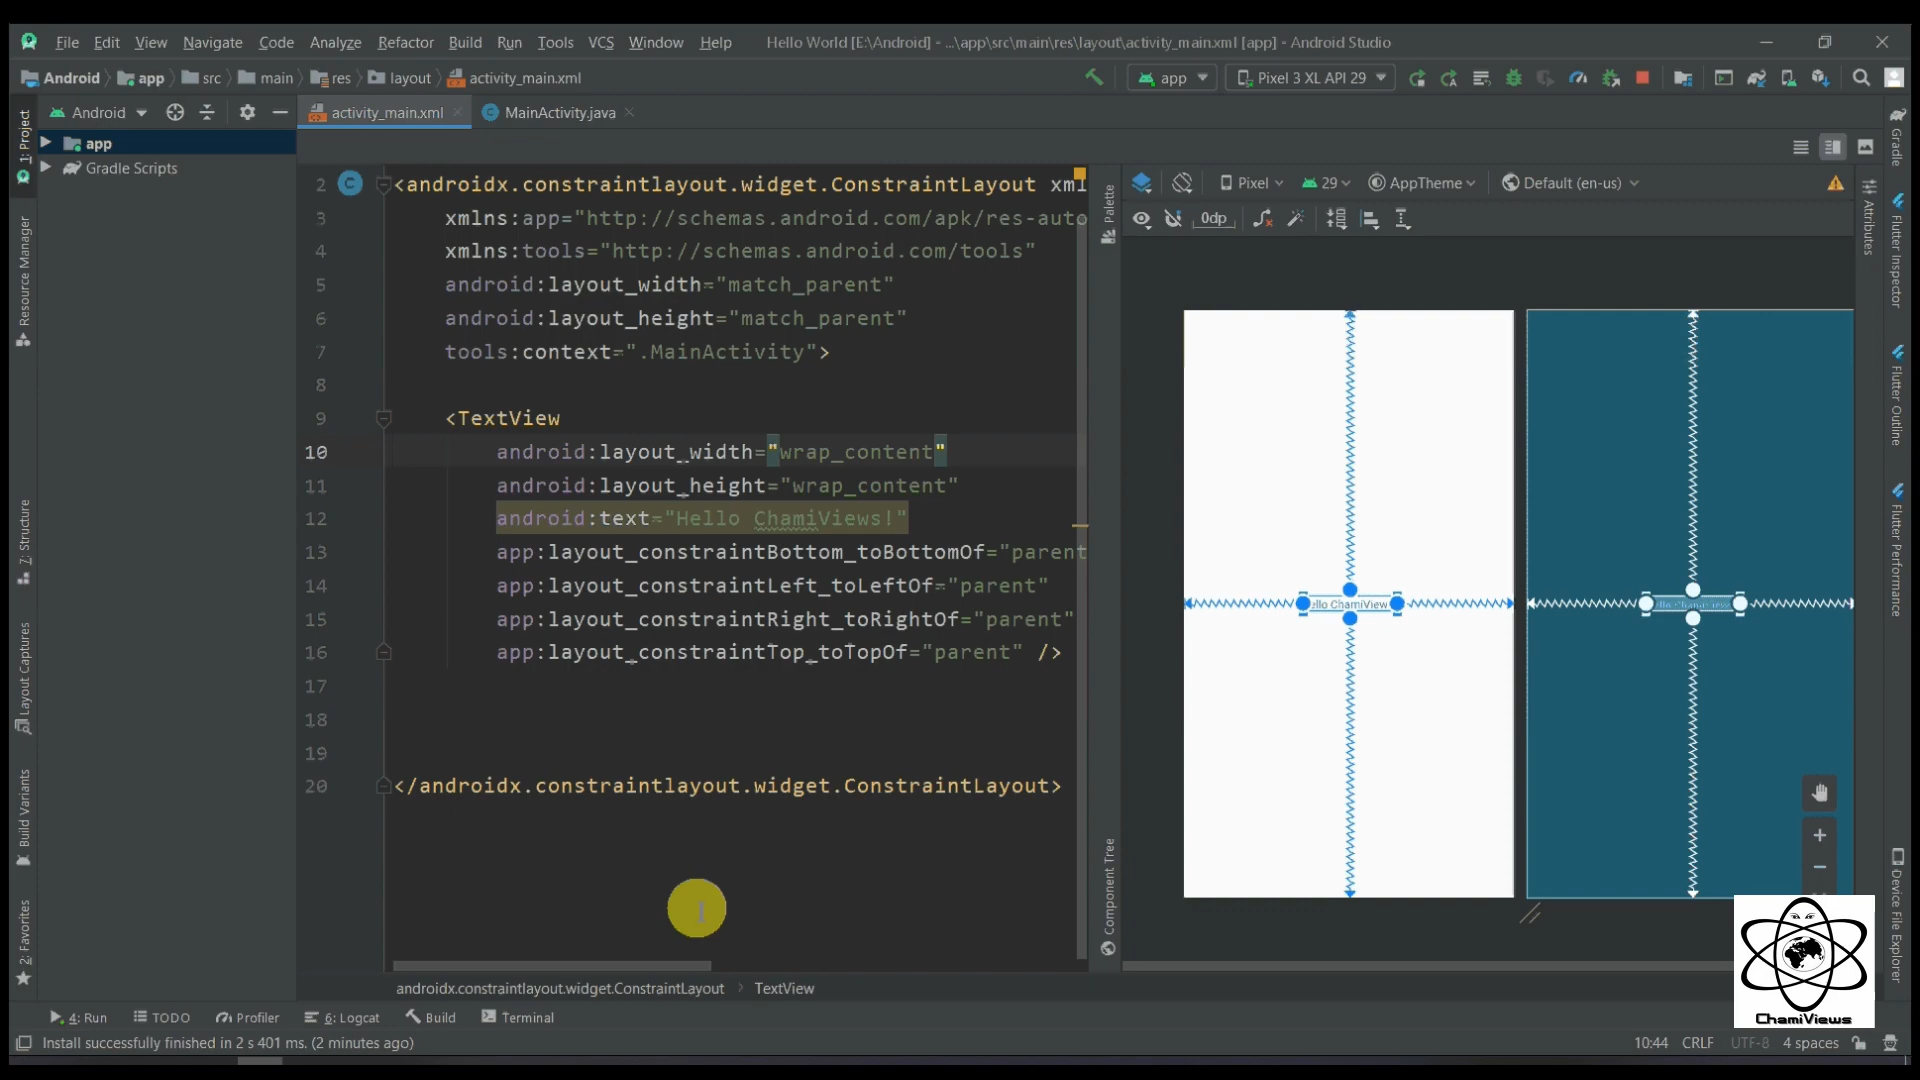 File Edit View Navigate Code Analyze Refactor Build Run Tools VCS Window Help Hello World [E:\Android] - ...\app\src\main\res\layout\activity_main.xml [app] - Android Studio
Android app src main res layout activity_main.xml app Pixel 3 XL API 29
Android activity_main.xml MainActivity.java
app
Gradle Scripts
1: Project
Resource Manager
7: Structure
Layout Captures
Build Variants
2: Favorites
2 <androidx.constraintlayout.widget.ConstraintLayout xml
3 xmlns:app="http://schemas.android.com/apk/res-auto
4 xmlns:tools="http://schemas.android.com/tools"
5 android:layout_width="match_parent"
6 android:layout_height="match_parent"
7 tools:context=".MainActivity">
8
9 <TextView
10 android:layout_width="wrap_content"
11 android:layout_height="wrap_content"
12 android:text="Hello ChamiViews!"
13 app:layout_constraintBottom_toBottomOf="parent
14 app:layout_constraintLeft_toLeftOf="parent"
15 app:layout_constraintRight_toRightOf="parent"
16 app:layout_constraintTop_toTopOf="parent" />
17
18
19
20 </androidx.constraintlayout.widget.ConstraintLayout>
androidx.constraintlayout.widget.ConstraintLayout TextView
Palette
Component Tree
Pixel 29 AppTheme Default (en-us)
0dp
ello ChamiView
Attributes
Gradle
Flutter Inspector
Flutter Outline
Flutter Performance
Device File Explorer
ChamiViews
4: Run TODO Profiler 6: Logcat Build Terminal
Install successfully finished in 2 s 401 ms. (2 minutes ago) 10:44 CRLF UTF-8 4 spaces